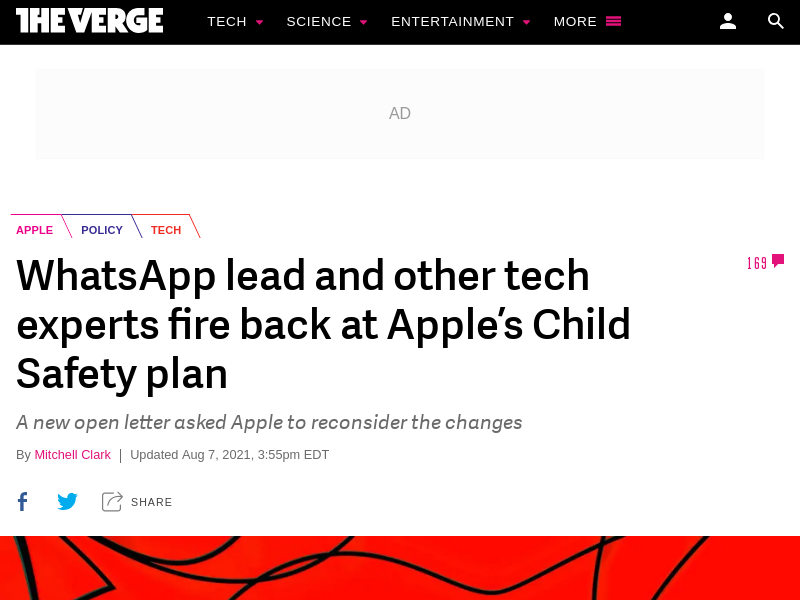 THE VERGE TECH SCIENCE ENTERTAINMENT MORE
AD
APPLE POLICY TECH
WhatsApp lead and other tech
experts fire back at Apple’s Child
Safety plan
169
A new open letter asked Apple to reconsider the changes
By Mitchell Clark | Updated Aug 7, 2021, 3:55pm EDT
SHARE